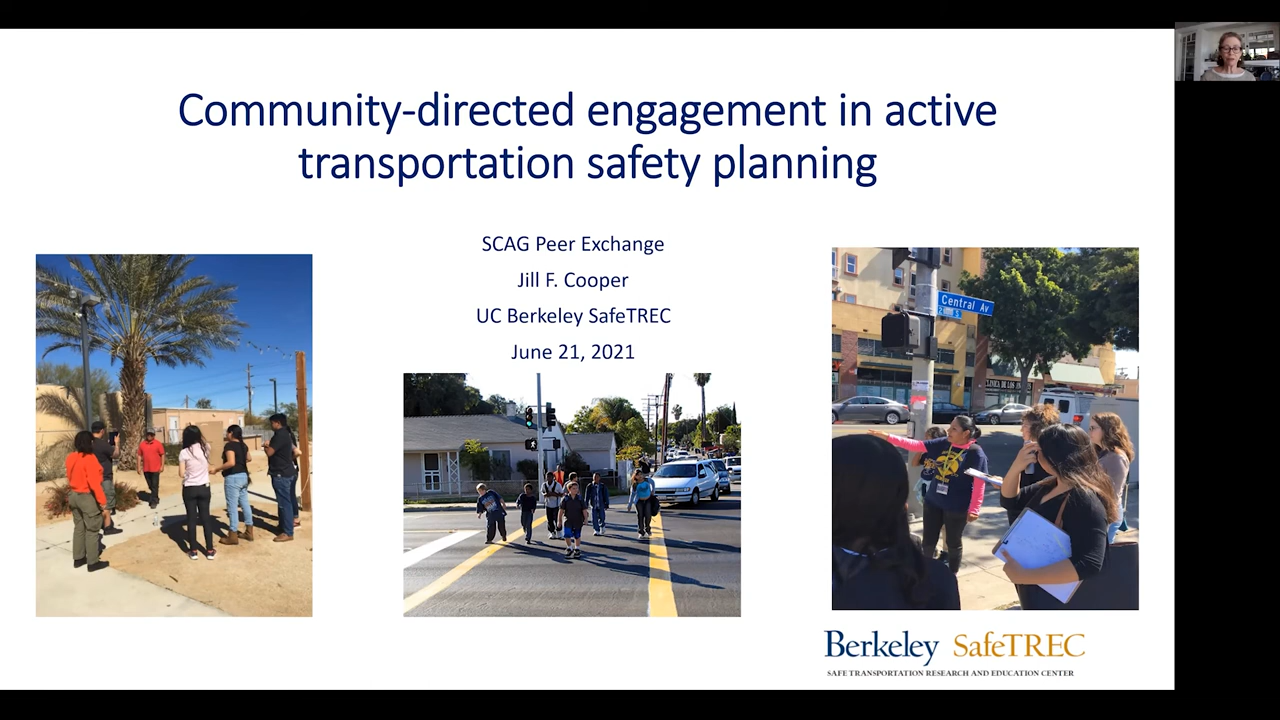 Community-directed engagement in active
transportation safety planning
SCAG Peer Exchange
Jill F. Cooper
UC Berkeley SafeTREC
June 21, 2021
Central Av
Berkeley SafeTREC
SAFE TRANSPORTATION RESEARCH AND EDUCATION CENTER